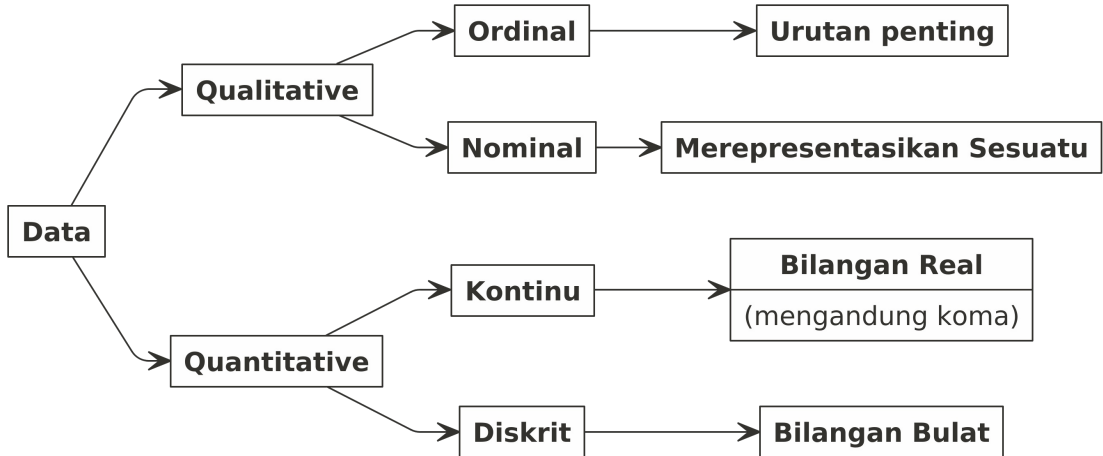 Data
Qualitative
Ordinal
Urutan penting
Nominal
Merepresentasikan Sesuatu
Quantitative
Kontinu
Bilangan Real
(mengandung koma)
Diskrit
Bilangan Bulat